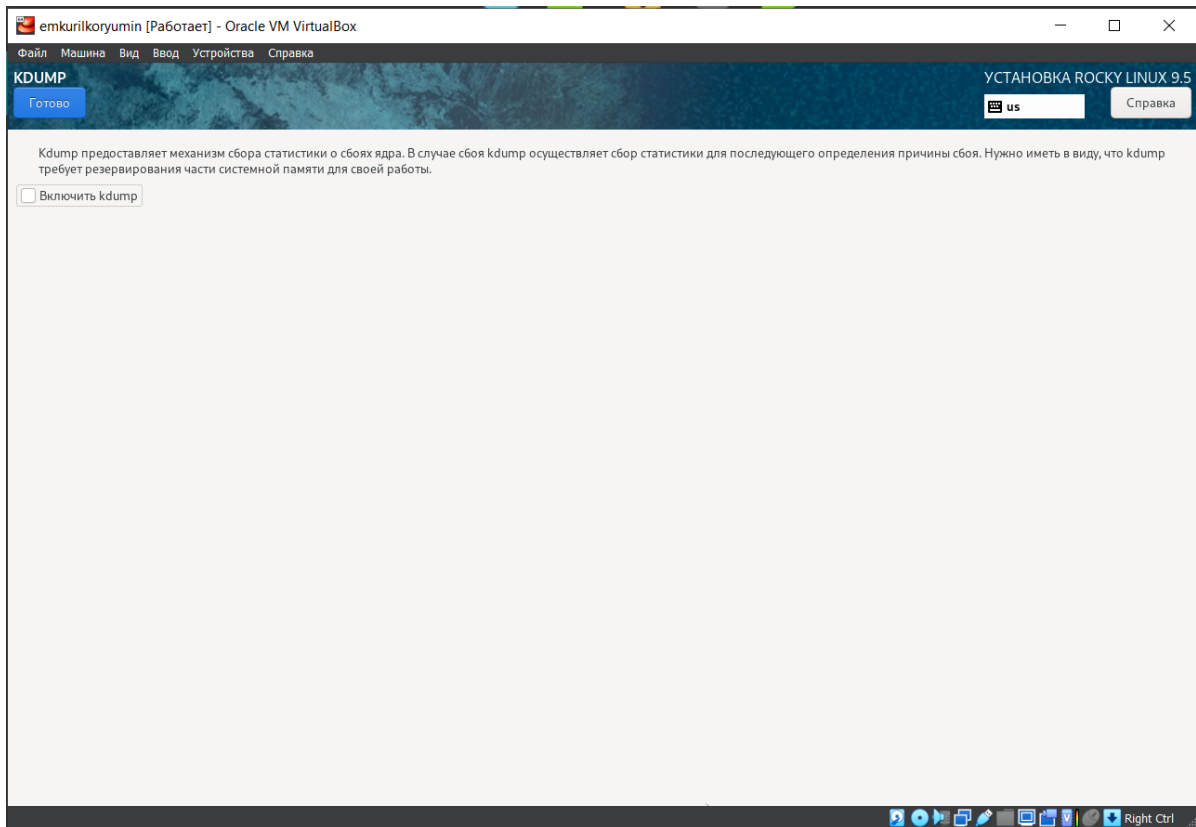 emkurilkoryumin [Работает] - Oracle VM VirtualBox
Файл Машина Вид Ввод Устройства Справка
KDUMP
УСТАНОВКА ROCKY LINUX 9.5
Готово
us
Справка
Kdump предоставляет механизм сбора статистики о сбоях ядра. В случае сбоя kdump осуществляет сбор статистики для последующего определения причины сбоя. Нужно иметь в виду, что kdump
требует резервирования части системной памяти для своей работы.
Включить kdump
Right Ctrl